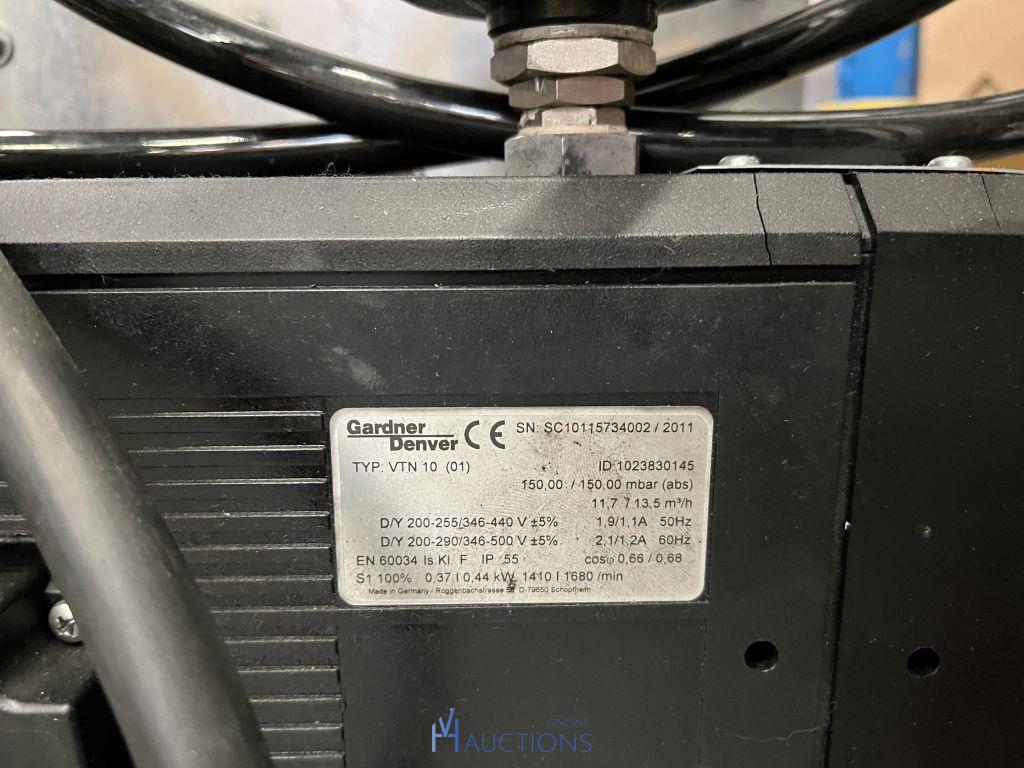 Gardner
Denver CE SN: SC10115734002 / 2011
TYP. VTN 10 (01) ID 1023830145
150,00 / 150,00 mbar (abs)
11,7 / 13,5 m³/h
D/Y 200-255/346-440 V ±5% 1,9/1,1A 50Hz
D/Y 200-290/346-500 V ±5% 2,1/1,2A 60Hz
EN 60034 Is.Kl F IP 55 cosφ 0,66 / 0,68
S1 100% 0,37 I 0,44 kW 1410 I 1680 /min
Made in Germany / Roggenbachstrasse D-79650 Schopfheim
ONLINE
VH AUCTIONS